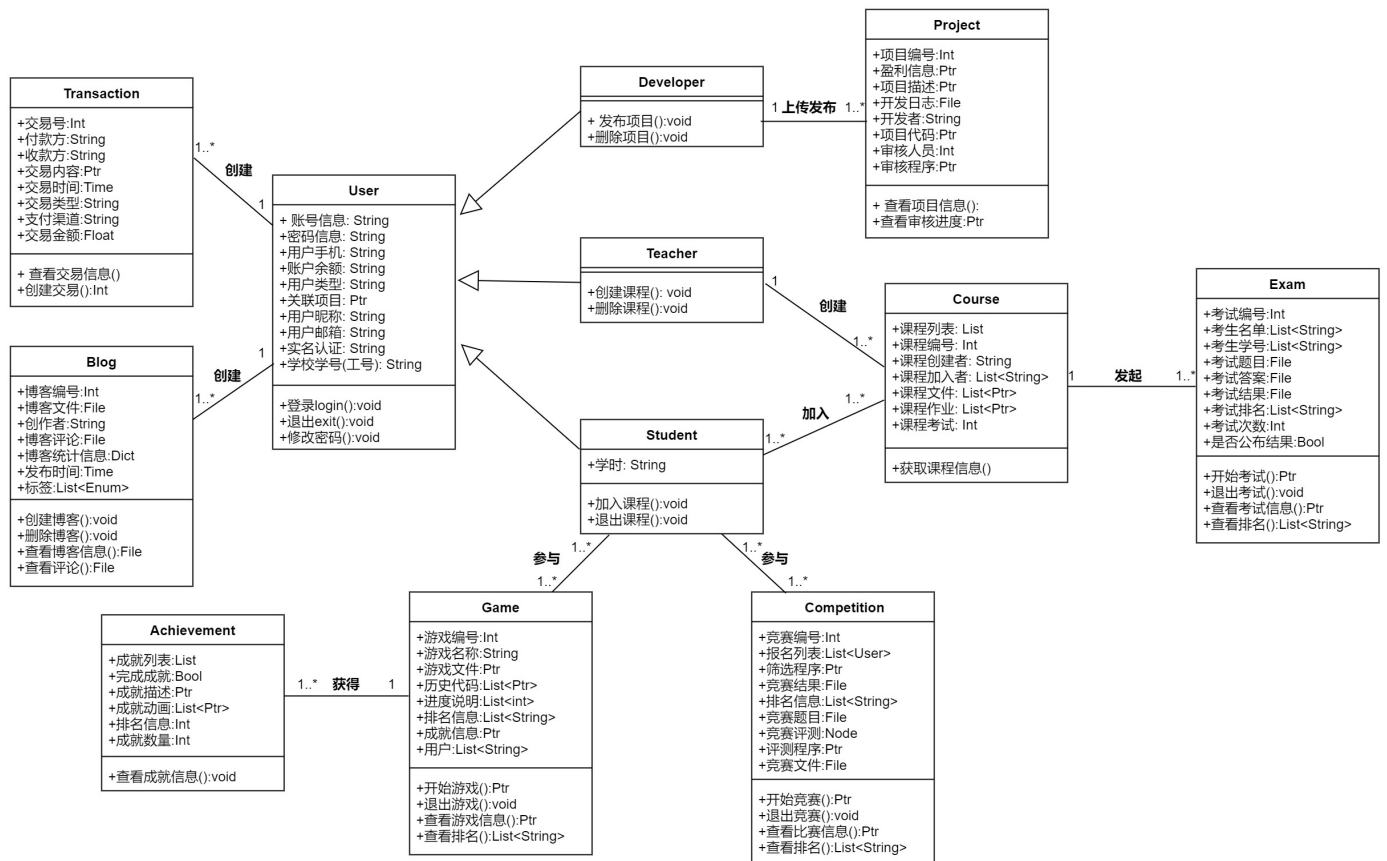 Project
+项目编号:Int
+盈利信息:Ptr
+项目描述:Ptr
+开发日志:File
+开发者:String
+项目代码:Ptr
+审核人员:Int
+审核程序:Ptr
+ 查看项目信息():
+查看审核进度:Ptr
Developer
+ 发布项目():void
+删除项目():void
1 上传发布 1..*
Transaction
+交易号:Int
+付款方:String
+收款方:String
+交易内容:Ptr
+交易时间:Time
+交易类型:String
+支付渠道:String
+交易金额:Float
+ 查看交易信息()
+创建交易():Int
1..*
创建
1
User
+ 账号信息: String
+密码信息: String
+用户手机: String
+账户余额: String
+用户类型: String
+关联项目: Ptr
+用户昵称: String
+用户邮箱: String
+实名认证: String
+学校学号(工号): String
+登录login():void
+退出exit():void
+修改密码():void
Teacher
+创建课程(): void
+删除课程():void
1
创建
1..*
Course
+课程列表: List
+课程编号: Int
+课程创建者: String
+课程加入者: List<String>
+课程文件: List<Ptr>
+课程作业: List<Ptr>
+课程考试: Int
+获取课程信息()
1 发起 1..*
Exam
+考试编号:Int
+考生名单:List<String>
+考生学号:List<String>
+考试题目:File
+考试答案:File
+考试结果:File
+考试排名:List<String>
+考试次数:Int
+是否公布结果:Bool
+开始考试():Ptr
+退出考试():void
+查看考试信息():Ptr
+查看排名():List<String>
Blog
+博客编号:Int
+博客文件:File
+创作者:String
+博客评论:File
+博客统计信息:Dict
+发布时间:Time
+标签:List<Enum>
+创建博客():void
+删除博客():void
+查看博客信息():File
+查看评论():File
1
创建
1..*
Student
+学时: String
+加入课程():void
+退出课程():void
1..*
加入
1..*
1..*
参与
1..*
1..*
参与
1..*
Achievement
+成就列表:List
+完成成就:Bool
+成就描述:Ptr
+成就动画:List<Ptr>
+排名信息:Int
+成就数量:Int
+查看成就信息():void
1..* 获得 1
Game
+游戏编号:Int
+游戏名称:String
+游戏文件:Ptr
+历史代码:List<Ptr>
+进度说明:List<int>
+排名信息:List<String>
+成就信息:Ptr
+用户:List<String>
+开始游戏():Ptr
+退出游戏():void
+查看游戏信息():Ptr
+查看排名():List<String>
Competition
+竞赛编号:Int
+报名列表:List<User>
+筛选程序:Ptr
+竞赛结果:File
+排名信息:List<String>
+竞赛题目:File
+竞赛评测:Node
+评测程序:Ptr
+竞赛文件:File
+开始竞赛():Ptr
+退出竞赛():void
+查看比赛信息():Ptr
+查看排名():List<String>